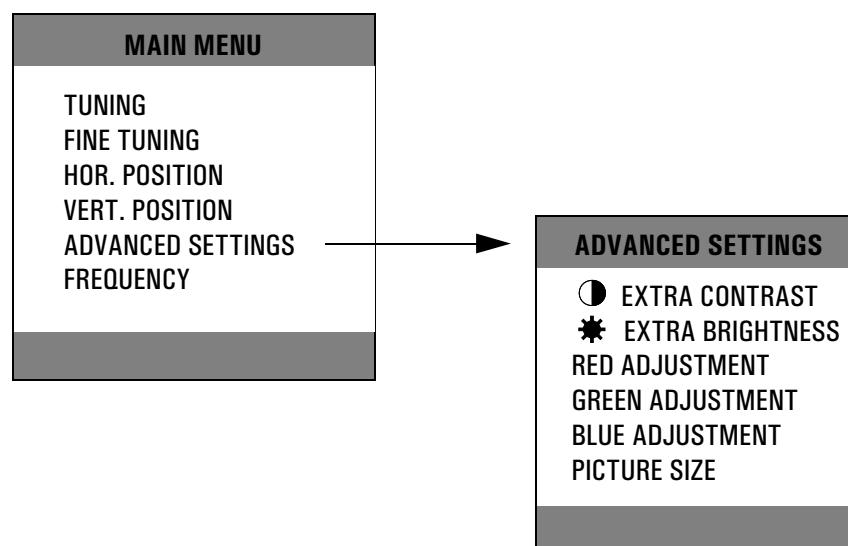 MAIN MENU
TUNING
FINE TUNING
HOR. POSITION
VERT. POSITION
ADVANCED SETTINGS
FREQUENCY
ADVANCED SETTINGS
EXTRA CONTRAST
EXTRA BRIGHTNESS
RED ADJUSTMENT
GREEN ADJUSTMENT
BLUE ADJUSTMENT
PICTURE SIZE